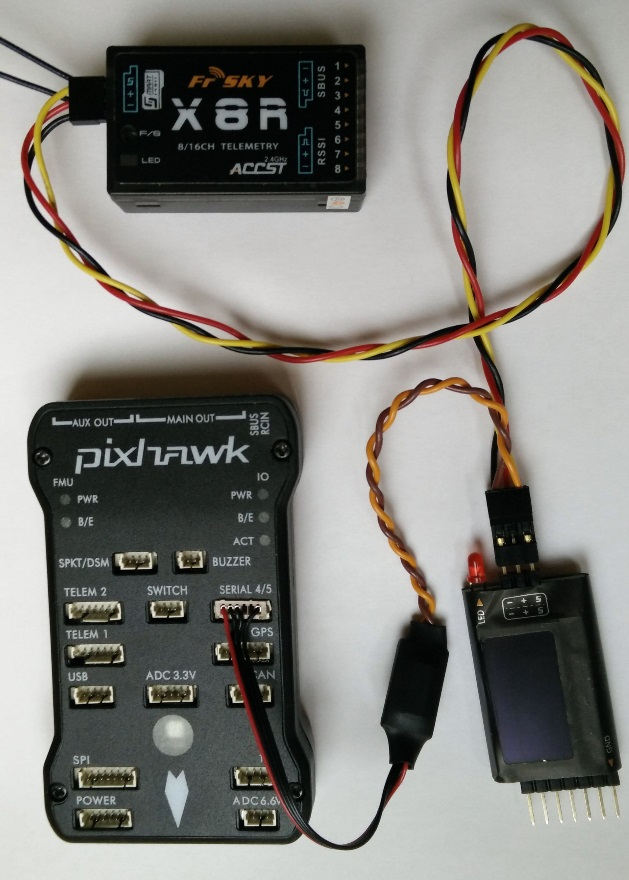 Fr SKY
X8R
8/16CH TELEMETRY
2.4GHz
ACCST
F/S
LED
SBUS
RSSI
1
2
3
4
5
6
7
8
AUX OUT
MAIN OUT
SBUS
RCIN
pixhawk
FMU
IO
PWR
PWR
B/E
B/E
ACT
SPKT/DSM
BUZZER
TELEM 2
SWITCH
SERIAL 4/5
TELEM 1
GPS
USB
ADC 3.3V
CAN
SPI
POWER
ADC 6.6V
LED
GND